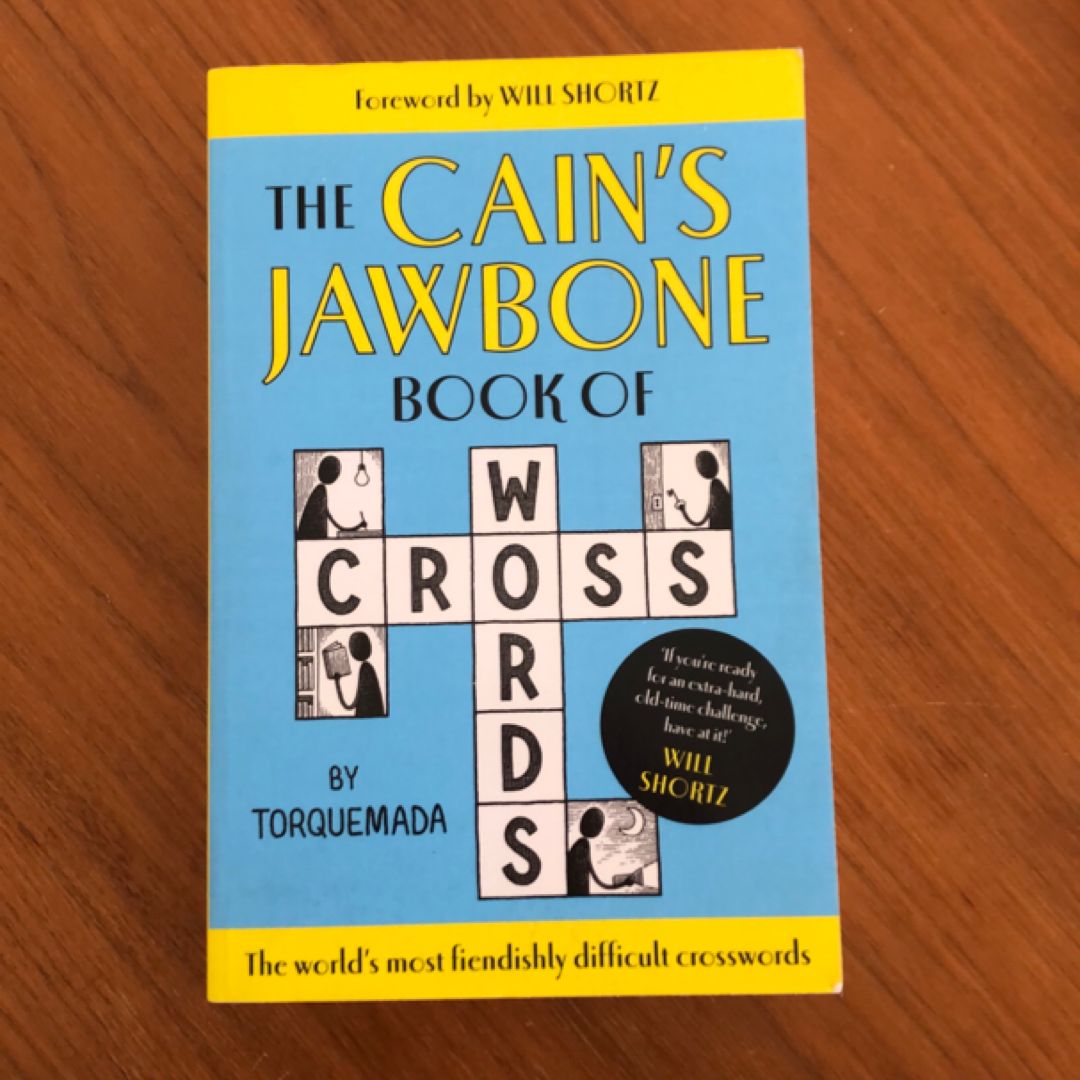 Foreword by WILL SHORTZ
THE CAIN'S
JAWBONE
BOOK OF
CROSS
WORDS
'If you're ready
for an extra-hard,
old-time challenge,
have at it!'
WILL
SHORTZ
BY
TORQUEMADA
The world's most fiendishly difficult crosswords